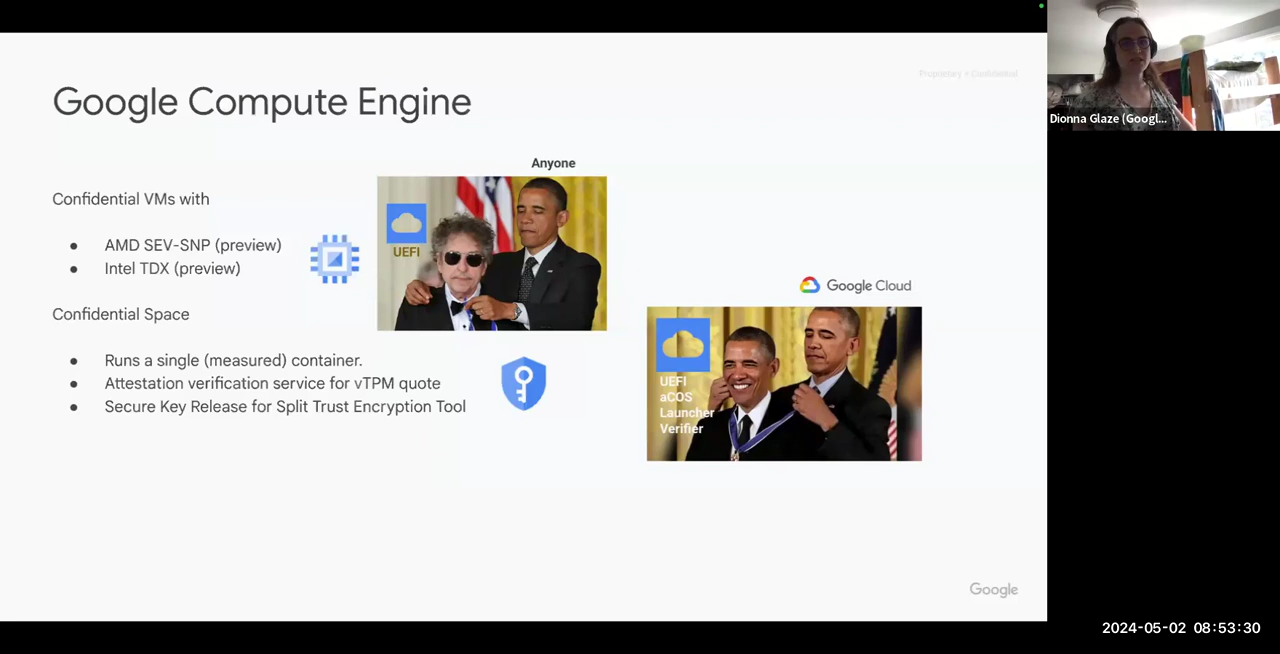 Proprietary + Confidential
Google Compute Engine
Anyone
Confidential VMs with
● AMD SEV-SNP (preview)
● Intel TDX (preview)
UEFI
Google Cloud
Confidential Space
● Runs a single (measured) container.
● Attestation verification service for vTPM quote
● Secure Key Release for Split Trust Encryption Tool
UEFI
aCOS
Launcher
Verifier
Google
Dionna Glaze (Googl...
2024-05-02 08:53:30